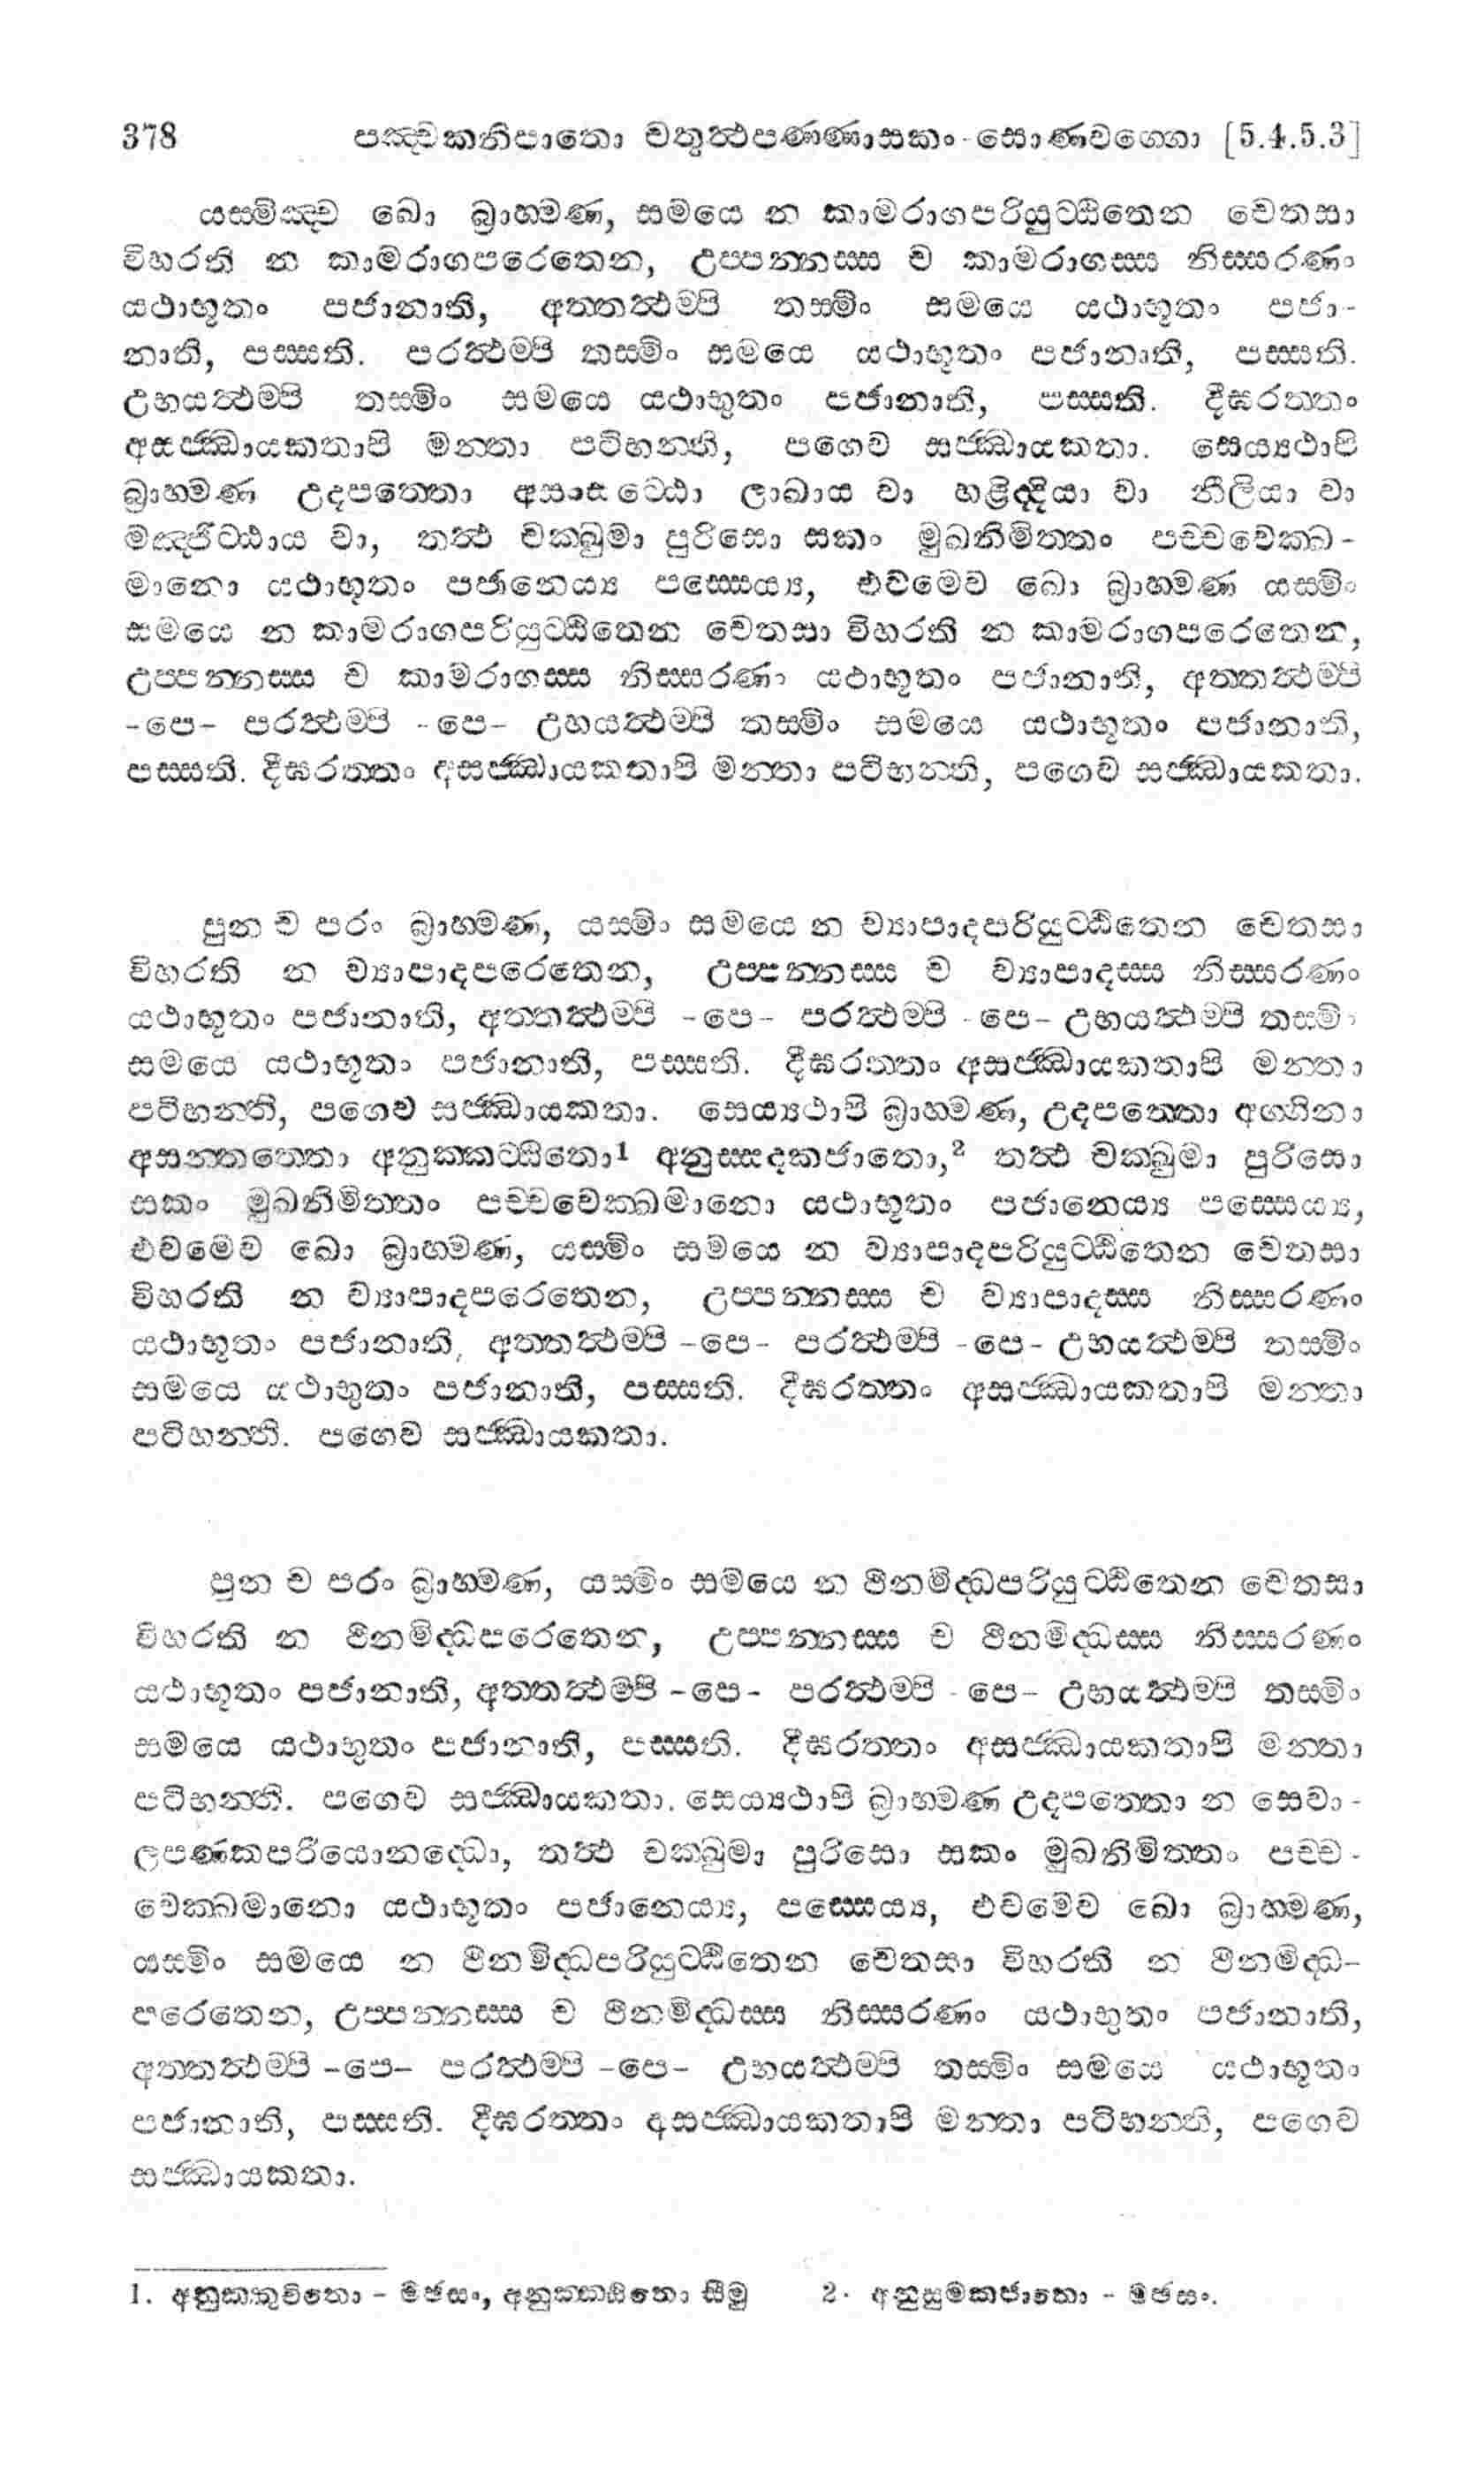 378 පඤ්චකනිපාතො චතුත්‍ථපණ්ණාසකං-සොණවග්ගො [5.4.5.3]
යස්මිඤ්ච ඛො බ්‍රාහ්මණ, සමයෙ න කාමරාගපරියුට්ඨිතෙන චෙතසා
විහරති න කාමරාගපරෙතෙන, උප්පන්නස්ස ච කාමරාගස්ස නිස්සරණං
යථාභූතං පජානාති, අත්තත්‍ථම්පි තස්මිං සමයෙ යථාභූතං පජා-
නාති, පස්සති. පරත්‍ථම්පි තස්මිං සමයෙ යථාභූතං පජානාති, පස්සති.
උභයත්‍ථම්පි තස්මිං සමයෙ යථාභූතං පජානාති, පස්සති. දීඝරත්තං
අසජ්ඣායකතාපි මන්තා පටිභන්ති, පගෙව සජ්ඣායකතා. සෙය්‍යථාපි
බ්‍රාහ්මණ උදපත්තො අසංසට්ඨො ලාඛාය වා හළිද්දියා වා නීලියා වා
මඤ්ජිට්ඨාය වා, තත්‍ථ චක්ඛුමා පුරිසො සකං මුඛනිමිත්තං පච්චවෙක්ඛ-
මානො යථාභූතං පජානෙය්‍ය පස්සෙය්‍ය, එවමෙව ඛො බ්‍රාහ්මණ යස්මිං
සමයෙ න කාමරාගපරියුට්ඨිතෙන චෙතසා විහරති න කාමරාගපරෙතෙන,
උප්පන්නස්ස ච කාමරාගස්ස නිස්සරණං යථාභූතං පජානාති, අත්තත්‍ථම්පි
-පෙ- පරත්‍ථම්පි -පෙ- උභයත්‍ථම්පි තස්මිං සමයෙ යථාභූතං පජානාති,
පස්සති. දීඝරත්තං අසජ්ඣායකතාපි මන්තා පටිභන්ති, පගෙව සජ්ඣායකතා.
පුන ච පරං බ්‍රාහ්මණ, යස්මිං සමයෙ න ව්‍යාපාදපරියුට්ඨිතෙන චෙතසා
විහරති න ව්‍යාපාදපරෙතෙන, උප්පන්නස්ස ච ව්‍යාපාදස්ස නිස්සරණං
යථාභූතං පජානාති, අත්තත්‍ථම්පි -පෙ- පරත්‍ථම්පි -පෙ- උභයත්‍ථම්පි තස්මිං
සමයෙ යථාභූතං පජානාති, පස්සති. දීඝරත්තං අසජ්ඣායකතාපි මන්තා
පටිභන්ති, පගෙව සජ්ඣායකතා. සෙය්‍යථාපි බ්‍රාහ්මණ, උදපත්තො අග්ගිනා
අසන්තත්තො අනුක්කට්ඨිතො¹ අනුස්සදකජාතො,² තත්‍ථ චක්ඛුමා පුරිසො
සකං මුඛනිමිත්තං පච්චවෙක්ඛමානො යථාභූතං පජානෙය්‍ය පස්සෙය්‍ය,
එවමෙව ඛො බ්‍රාහ්මණ, යස්මිං සමයෙ න ව්‍යාපාදපරියුට්ඨිතෙන චෙතසා
විහරති න ව්‍යාපාදපරෙතෙන, උප්පන්නස්ස ච ව්‍යාපාදස්ස නිස්සරණං
යථාභූතං පජානාති, අත්තත්‍ථම්පි -පෙ- පරත්‍ථම්පි -පෙ- උභයත්‍ථම්පි තස්මිං
සමයෙ යථාභූතං පජානාති, පස්සති. දීඝරත්තං අසජ්ඣායකතාපි මන්තා
පටිභන්ති. පගෙව සජ්ඣායකතා.
පුන ච පරං බ්‍රාහ්මණ, යස්මිං සමයෙ න ථීනමිද්ධපරියුට්ඨිතෙන චෙතසා
විහරති න ථීනමිද්ධපරෙතෙන, උප්පන්නස්ස ච ථීනමිද්ධස්ස නිස්සරණං
යථාභූතං පජානාති, අත්තත්‍ථම්පි -පෙ- පරත්‍ථම්පි -පෙ- උභයත්‍ථම්පි තස්මිං
සමයෙ යථාභූතං පජානාති, පස්සති. දීඝරත්තං අසජ්ඣායකතාපි මන්තා
පටිභන්ති. පගෙව සජ්ඣායකතා. සෙය්‍යථාපි බ්‍රාහ්මණ උදපත්තො න සෙවා-
ලපණකපරියොනද්ධො, තත්‍ථ චක්ඛුමා පුරිසො සකං මුඛනිමිත්තං පච්ච-
වෙක්ඛමානො යථාභූතං පජානෙය්‍ය, පස්සෙය්‍ය, එවමෙව ඛො බ්‍රාහ්මණ,
යස්මිං සමයෙ න ථීනමිද්ධපරියුට්ඨිතෙන චෙතසා විහරති න ථීනමිද්ධ-
පරෙතෙන, උප්පන්නස්ස ච ථීනමිද්ධස්ස නිස්සරණං යථාභූතං පජානාති,
අත්තත්‍ථම්පි -පෙ- පරත්‍ථම්පි -පෙ- උභයත්‍ථම්පි තස්මිං සමයෙ යථාභූතං
පජානාති, පස්සති. දීඝරත්තං අසජ්ඣායකතාපි මන්තා පටිභන්ති, පගෙව
සජ්ඣායකතා.
1. අනුක්කුථිතො - මඡසං, අනුක්කඨිතො සීමු 2. අනුසුමකජාතො - මඡසං.